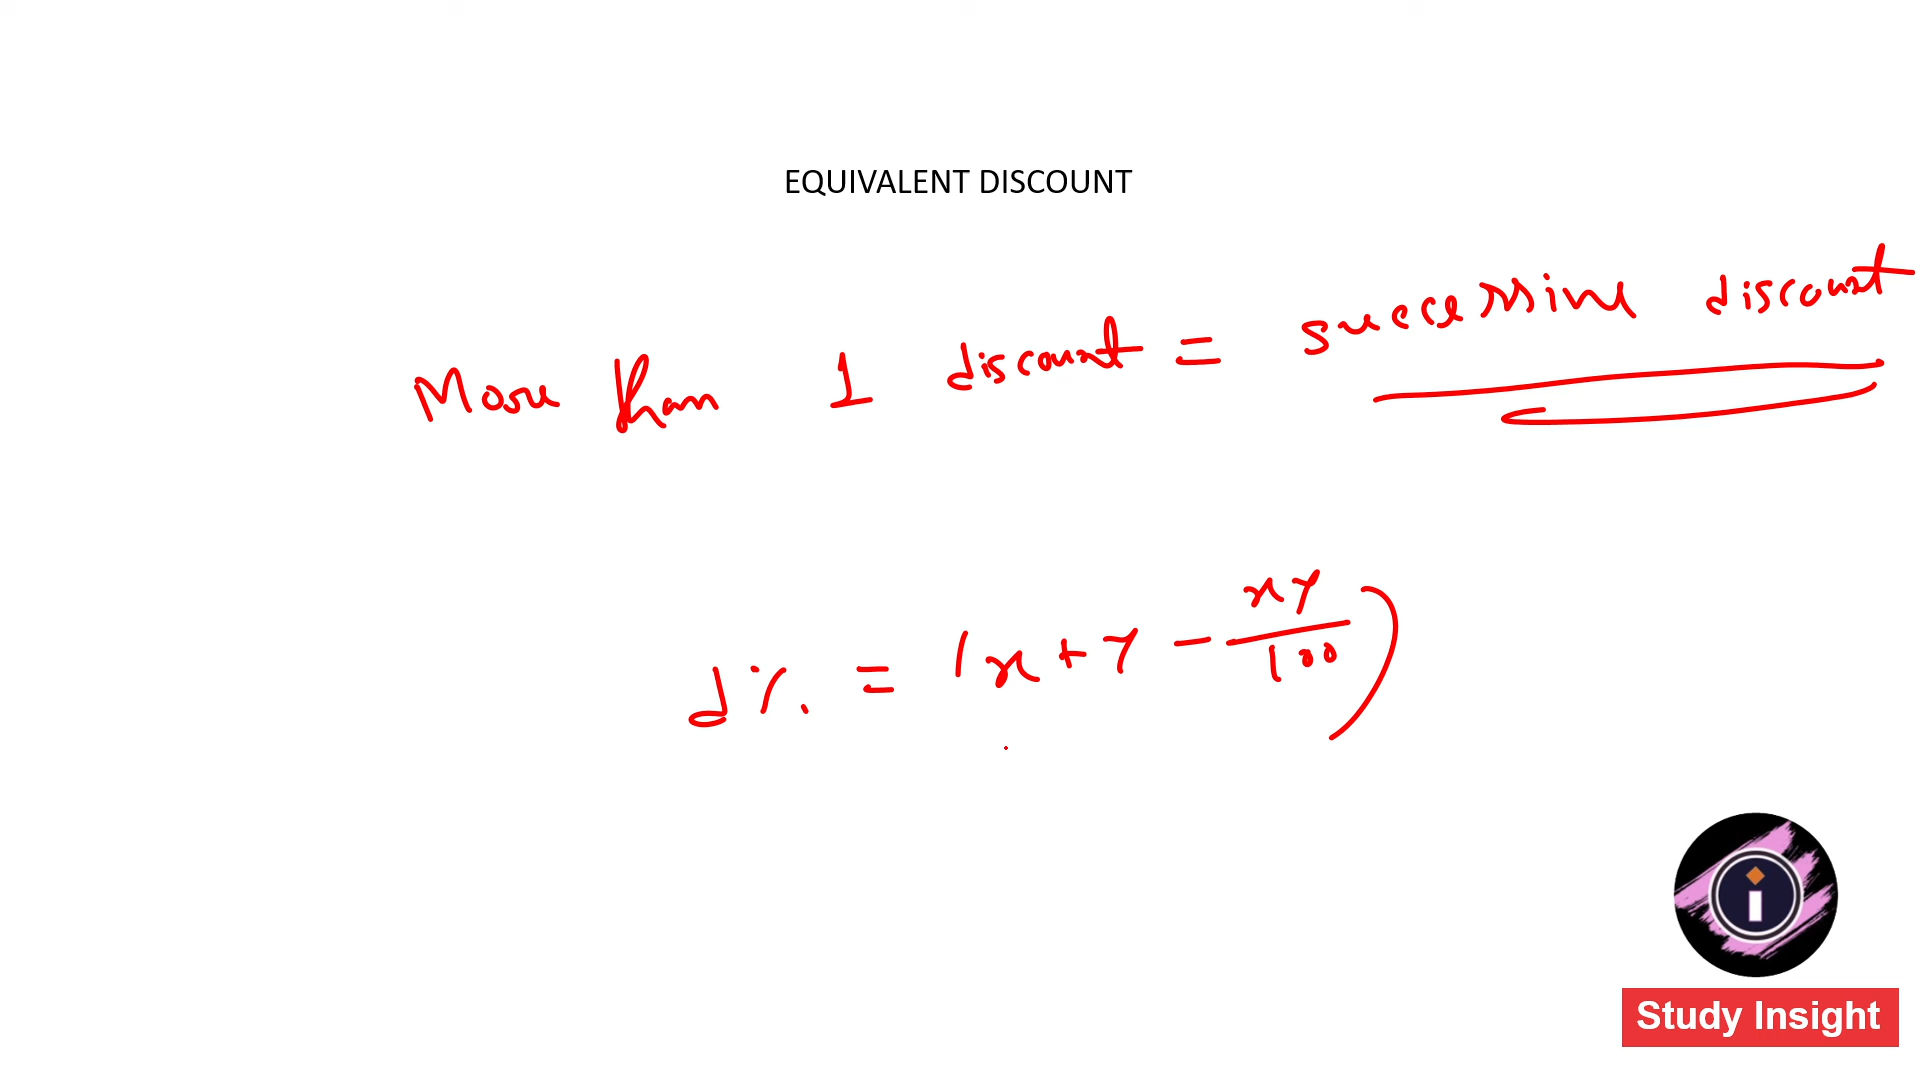 EQUIVALENT DISCOUNT
More than 1 discount = successive discount
d% = (x+y - xy/100)
Study Insight